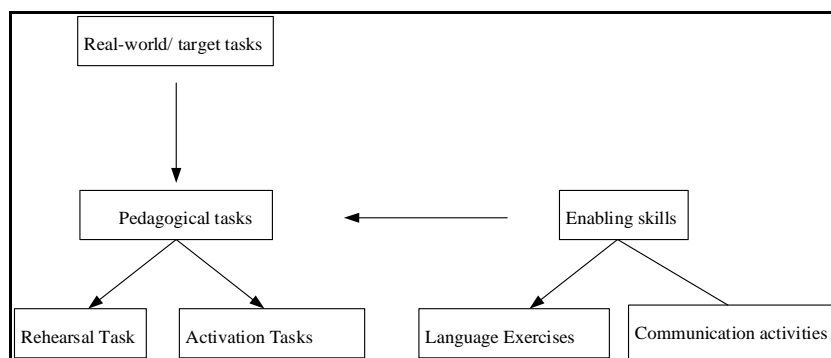 Real-world/ target tasks
Pedagogical tasks
Enabling skills
Rehearsal Task
Activation Tasks
Language Exercises
Communication activities